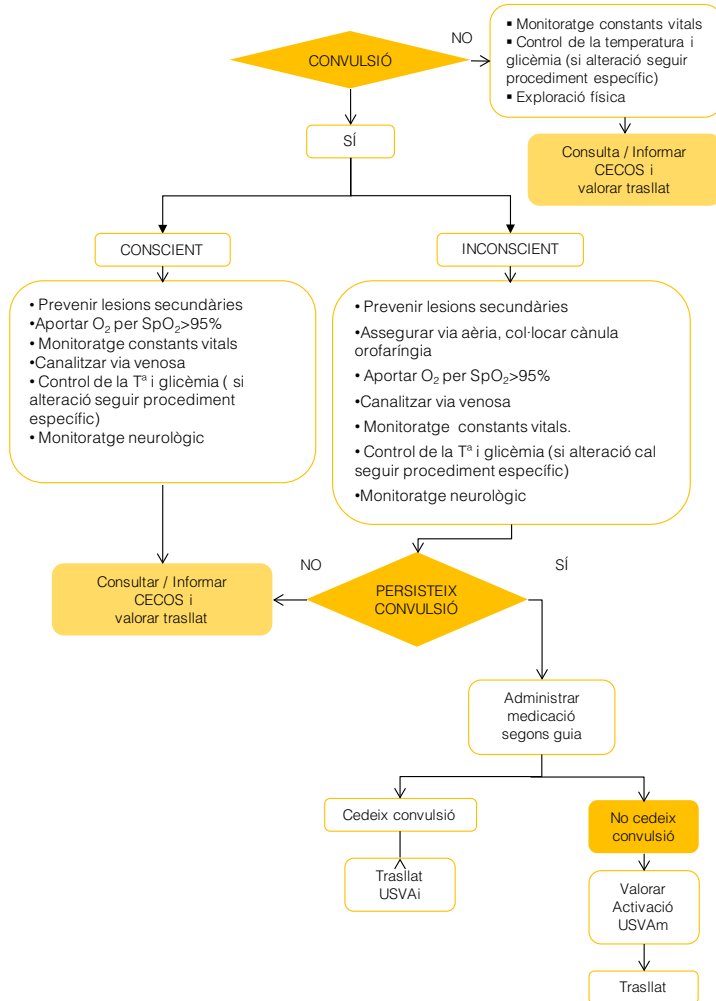 CONVULSIÓ
NO
▪ Monitoratge constants vitals
▪ Control de la temperatura i
glicèmia (si alteració seguir
procediment específic)
▪ Exploració física
Consulta / Informar
CECOS i
valorar trasllat
SÍ
CONSCIENT
INCONSCIENT
• Prevenir lesions secundàries
•Aportar O₂ per SpO₂>95%
• Monitoratge constants vitals
•Canalitzar via venosa
• Control de la Tª i glicèmia ( si
alteració seguir procediment
específic)
• Monitoratge neurològic
• Prevenir lesions secundàries
•Assegurar via aèria, col·locar cànula
orofaríngia
• Aportar O₂ per SpO₂>95%
•Canalitzar via venosa
• Monitoratge constants vitals.
• Control de la Tª i glicèmia (si alteració cal
seguir procediment específic)
•Monitoratge neurològic
Consultar / Informar
CECOS i
valorar trasllat
NO
PERSISTEIX
CONVULSIÓ
SÍ
Administrar
medicació
segons guia
Cedeix convulsió
No cedeix
convulsió
Trasllat
USVAi
Valorar
Activació
USVAm
Trasllat